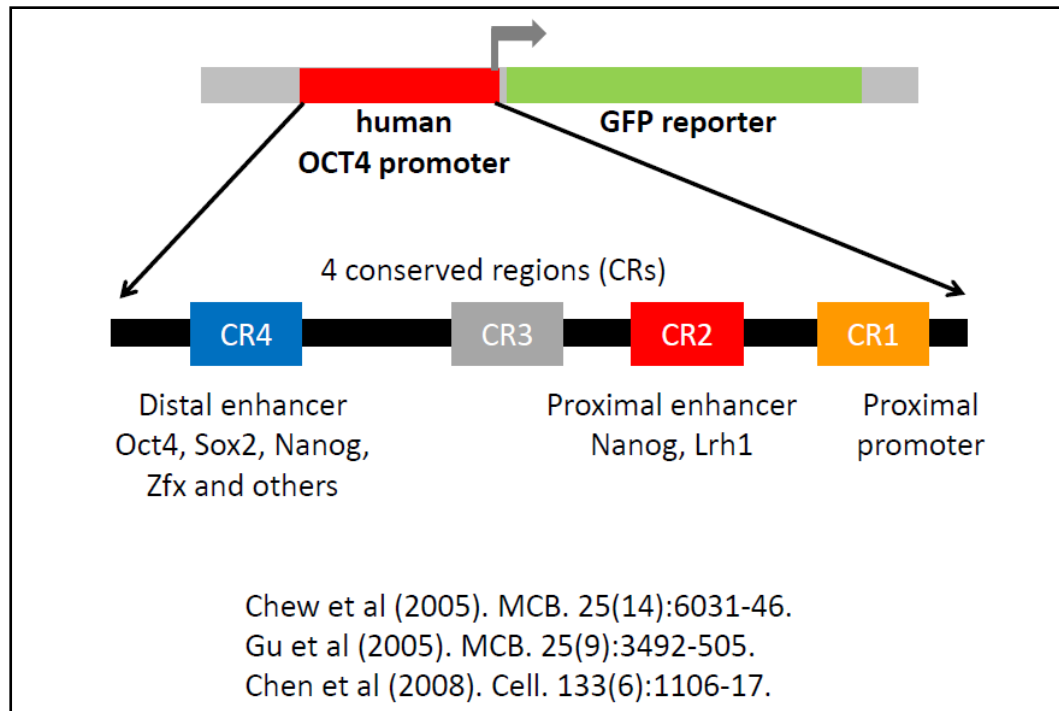 human
OCT4 promoter
GFP reporter
4 conserved regions (CRs)
CR4
CR3
CR2
CR1
Distal enhancer
Oct4, Sox2, Nanog,
Zfx and others
Proximal enhancer
Nanog, Lrh1
Proximal
promoter
Chew et al (2005). MCB. 25(14):6031-46.
Gu et al (2005). MCB. 25(9):3492-505.
Chen et al (2008). Cell. 133(6):1106-17.